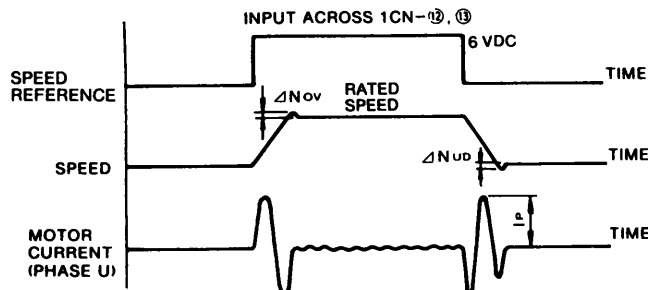 INPUT ACROSS 1CN-⑫, ⑬
6 VDC
SPEED
REFERENCE
TIME
ΔNOV
RATED
SPEED
SPEED
ΔNUD
TIME
MOTOR
CURRENT
(PHASE U)
IP
TIME